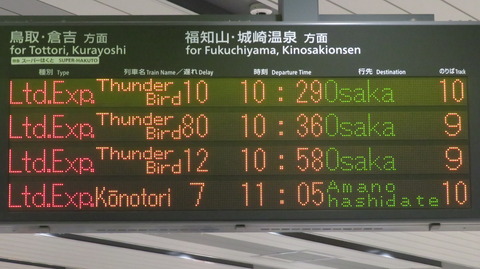 鳥取・倉吉 方面 福知山・城崎温泉 方面
for Tottori, Kurayoshi for Fukuchiyama, Kinosakionsen
特急 スーパーはくと SUPER-HAKUTO
種別 Type 列車名 Train Name / 遅れ Delay 時刻 Departure Time 行先 Destination のりば Track
Ltd.Exp. Thunder Bird 10 10:29 Osaka 10
Ltd.Exp. Thunder Bird 80 10:36 Osaka 9
Ltd.Exp. Thunder Bird 12 10:58 Osaka 9
Ltd.Exp. Kōnotori 7 11:05 Amanohashidate 10